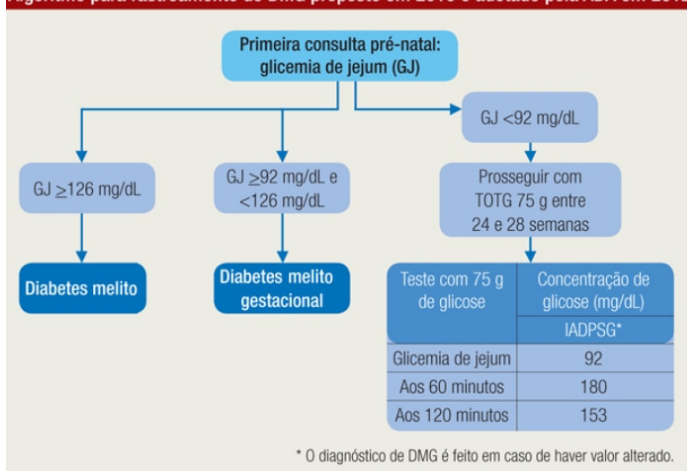 Primeira consulta pré-natal:
glicemia de jejum (GJ)
GJ ≥126 mg/dL
GJ ≥92 mg/dL e
<126 mg/dL
GJ <92 mg/dL
Prosseguir com
TOTG 75 g entre
24 e 28 semanas
Diabetes melito
Diabetes melito
gestacional
Teste com 75 g
de glicose
Concentração de
glicose (mg/dL)
IADPSG*
Glicemia de jejum 92
Aos 60 minutos 180
Aos 120 minutos 153
* O diagnóstico de DMG é feito em caso de haver valor alterado.